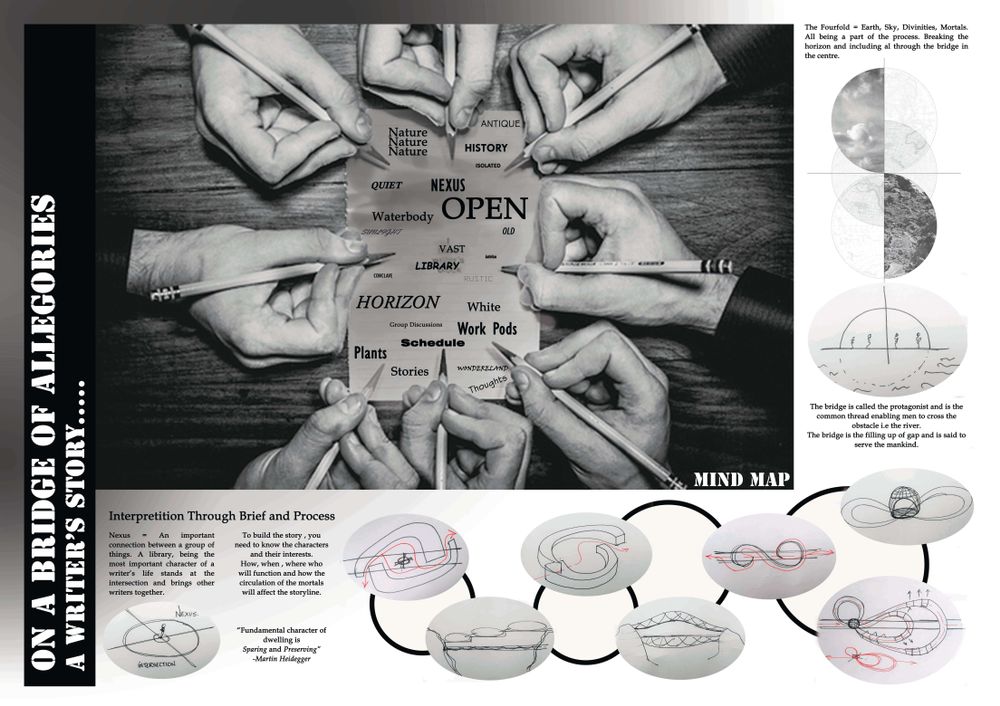 ON A BRIDGE OF ALLEGORIES
A WRITER'S STORY.....
Nature
Nature
Nature
ANTIQUE
HISTORY
ISOLATED
QUIET
NEXUS
Waterbody
OPEN
SUNLIGHT
OLD
VAST
LIBRARY
CONCLAVE
RUSTIC
HORIZON
White
Group Discussions
Work Pods
Schedule
Plants
Stories
WONDERLAND
Thoughts
MIND MAP
The Fourfold = Earth, Sky, Divinities, Mortals.
All being a part of the process. Breaking the
horizon and including al through the bridge in
the centre.
The bridge is called the protagonist and is the
common thread enabling men to cross the
obstacle i.e the river.
The bridge is the filling up of gap and is said to
serve the mankind.
Interpretition Through Brief and Process
Nexus = An important
connection between a group of
things. A library, being the
most important character of a
writer's life stands at the
intersection and brings other
writers together.
To build the story , you
need to know the characters
and their interests.
How, when , where who
will function and how the
circulation of the mortals
will affect the storyline.
NEXUS.
INTERSECTION
"Fundamental character of
dwelling is
Sparing and Preserving"
-Martin Heidegger